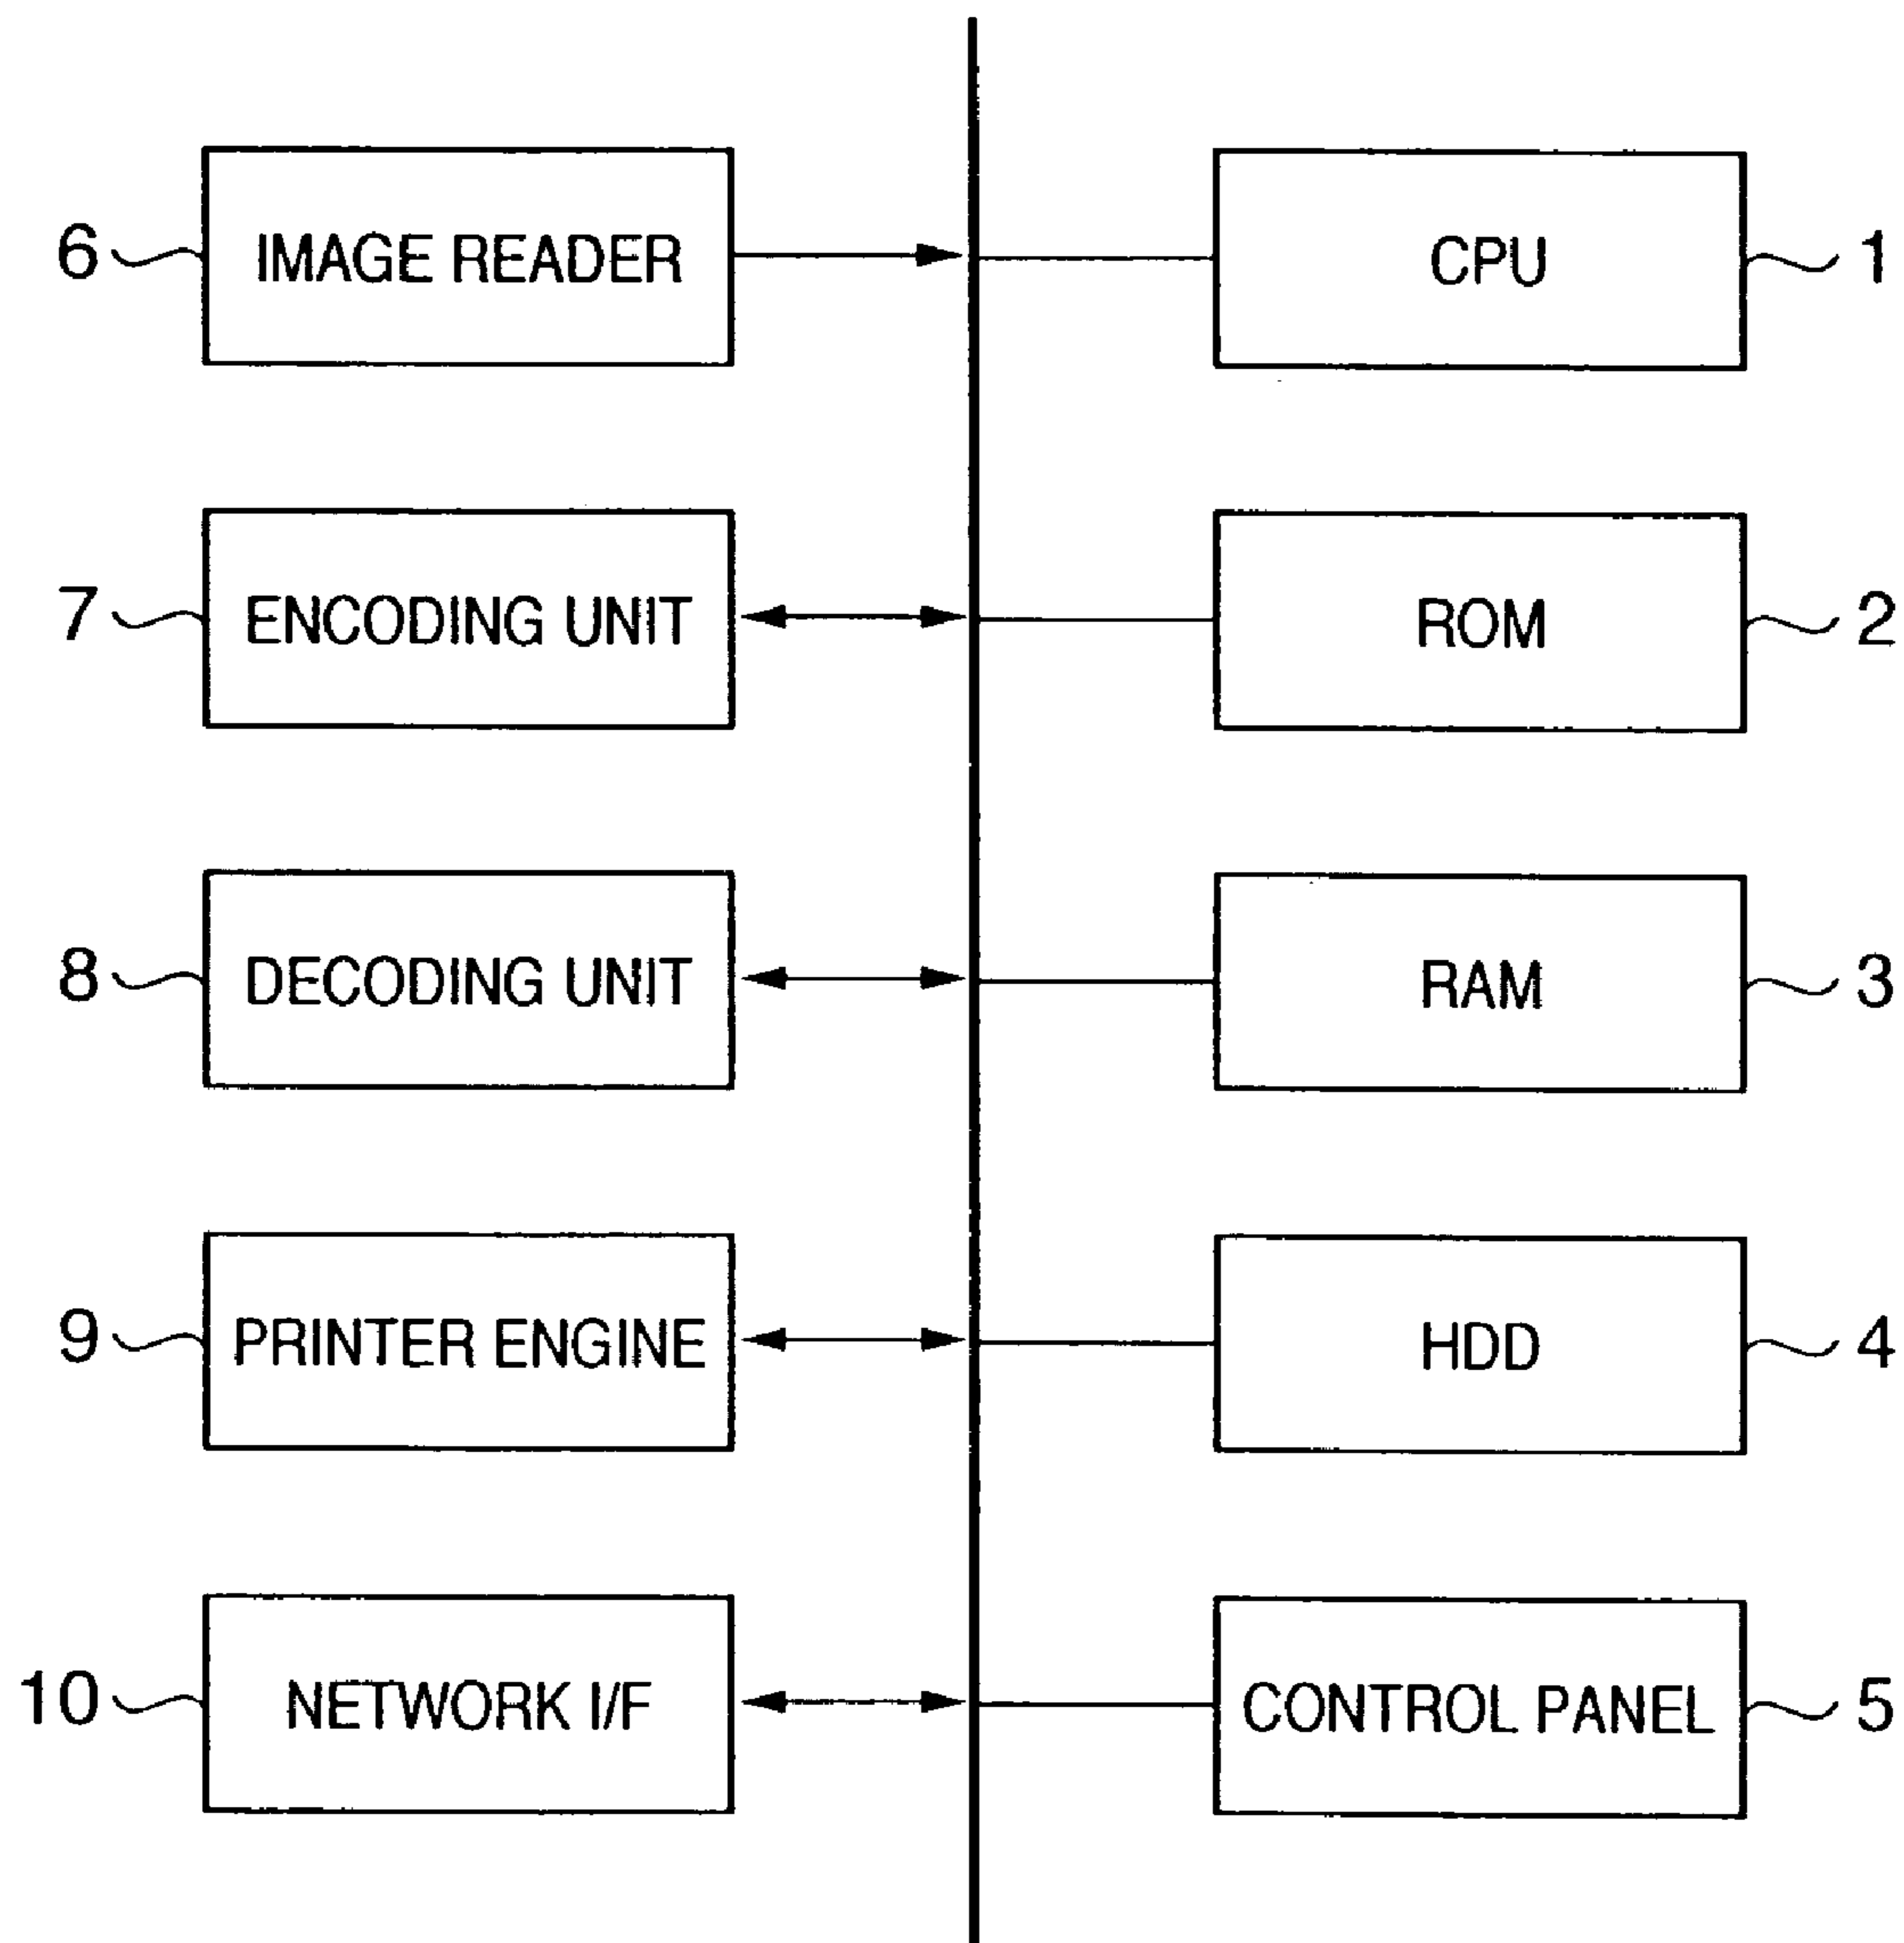 6 IMAGE READER CPU 1
7 ENCODING UNIT ROM 2
8 DECODING UNIT RAM 3
9 PRINTER ENGINE HDD 4
10 NETWORK I/F CONTROL PANEL 5